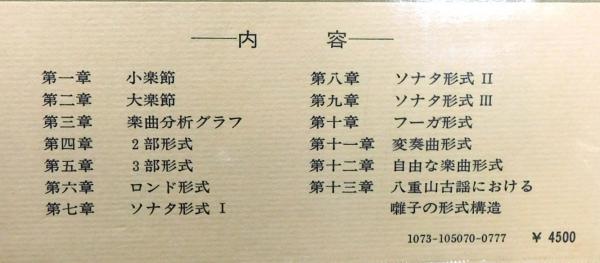 内容
第一章 小楽節
第二章 大楽節
第三章 楽曲分析グラフ
第四章 2部形式
第五章 3部形式
第六章 ロンド形式
第七章 ソナタ形式 I
第八章 ソナタ形式 II
第九章 ソナタ形式 III
第十章 フーガ形式
第十一章 変奏曲形式
第十二章 自由な楽曲形式
第十三章 八重山古謡における
囃子の形式構造
1073-105070-0777 ¥ 4500